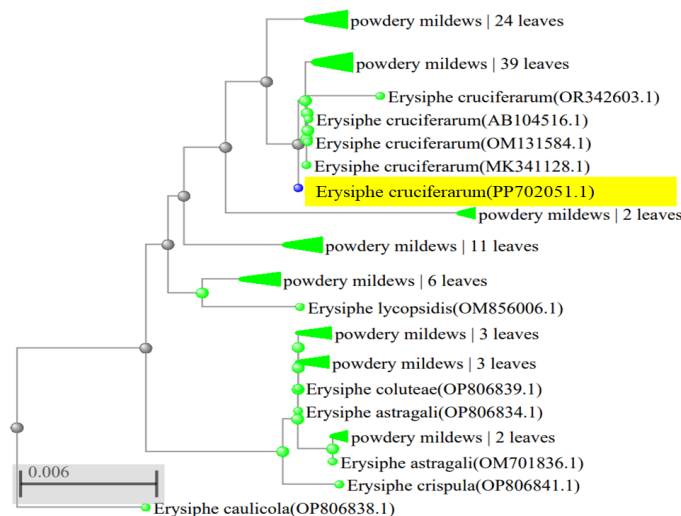 powdery mildews | 24 leaves
powdery mildews | 39 leaves
Erysiphe cruciferarum(OR342603.1)
Erysiphe cruciferarum(AB104516.1)
Erysiphe cruciferarum(OM131584.1)
Erysiphe cruciferarum(MK341128.1)
Erysiphe cruciferarum(PP702051.1)
powdery mildews | 2 leaves
powdery mildews | 11 leaves
powdery mildews | 6 leaves
Erysiphe lycopsidis(OM856006.1)
powdery mildews | 3 leaves
powdery mildews | 3 leaves
Erysiphe coluteae(OP806839.1)
Erysiphe astragali(OP806834.1)
powdery mildews | 2 leaves
Erysiphe astragali(OM701836.1)
0.006
Erysiphe crispula(OP806841.1)
Erysiphe caulicola(OP806838.1)